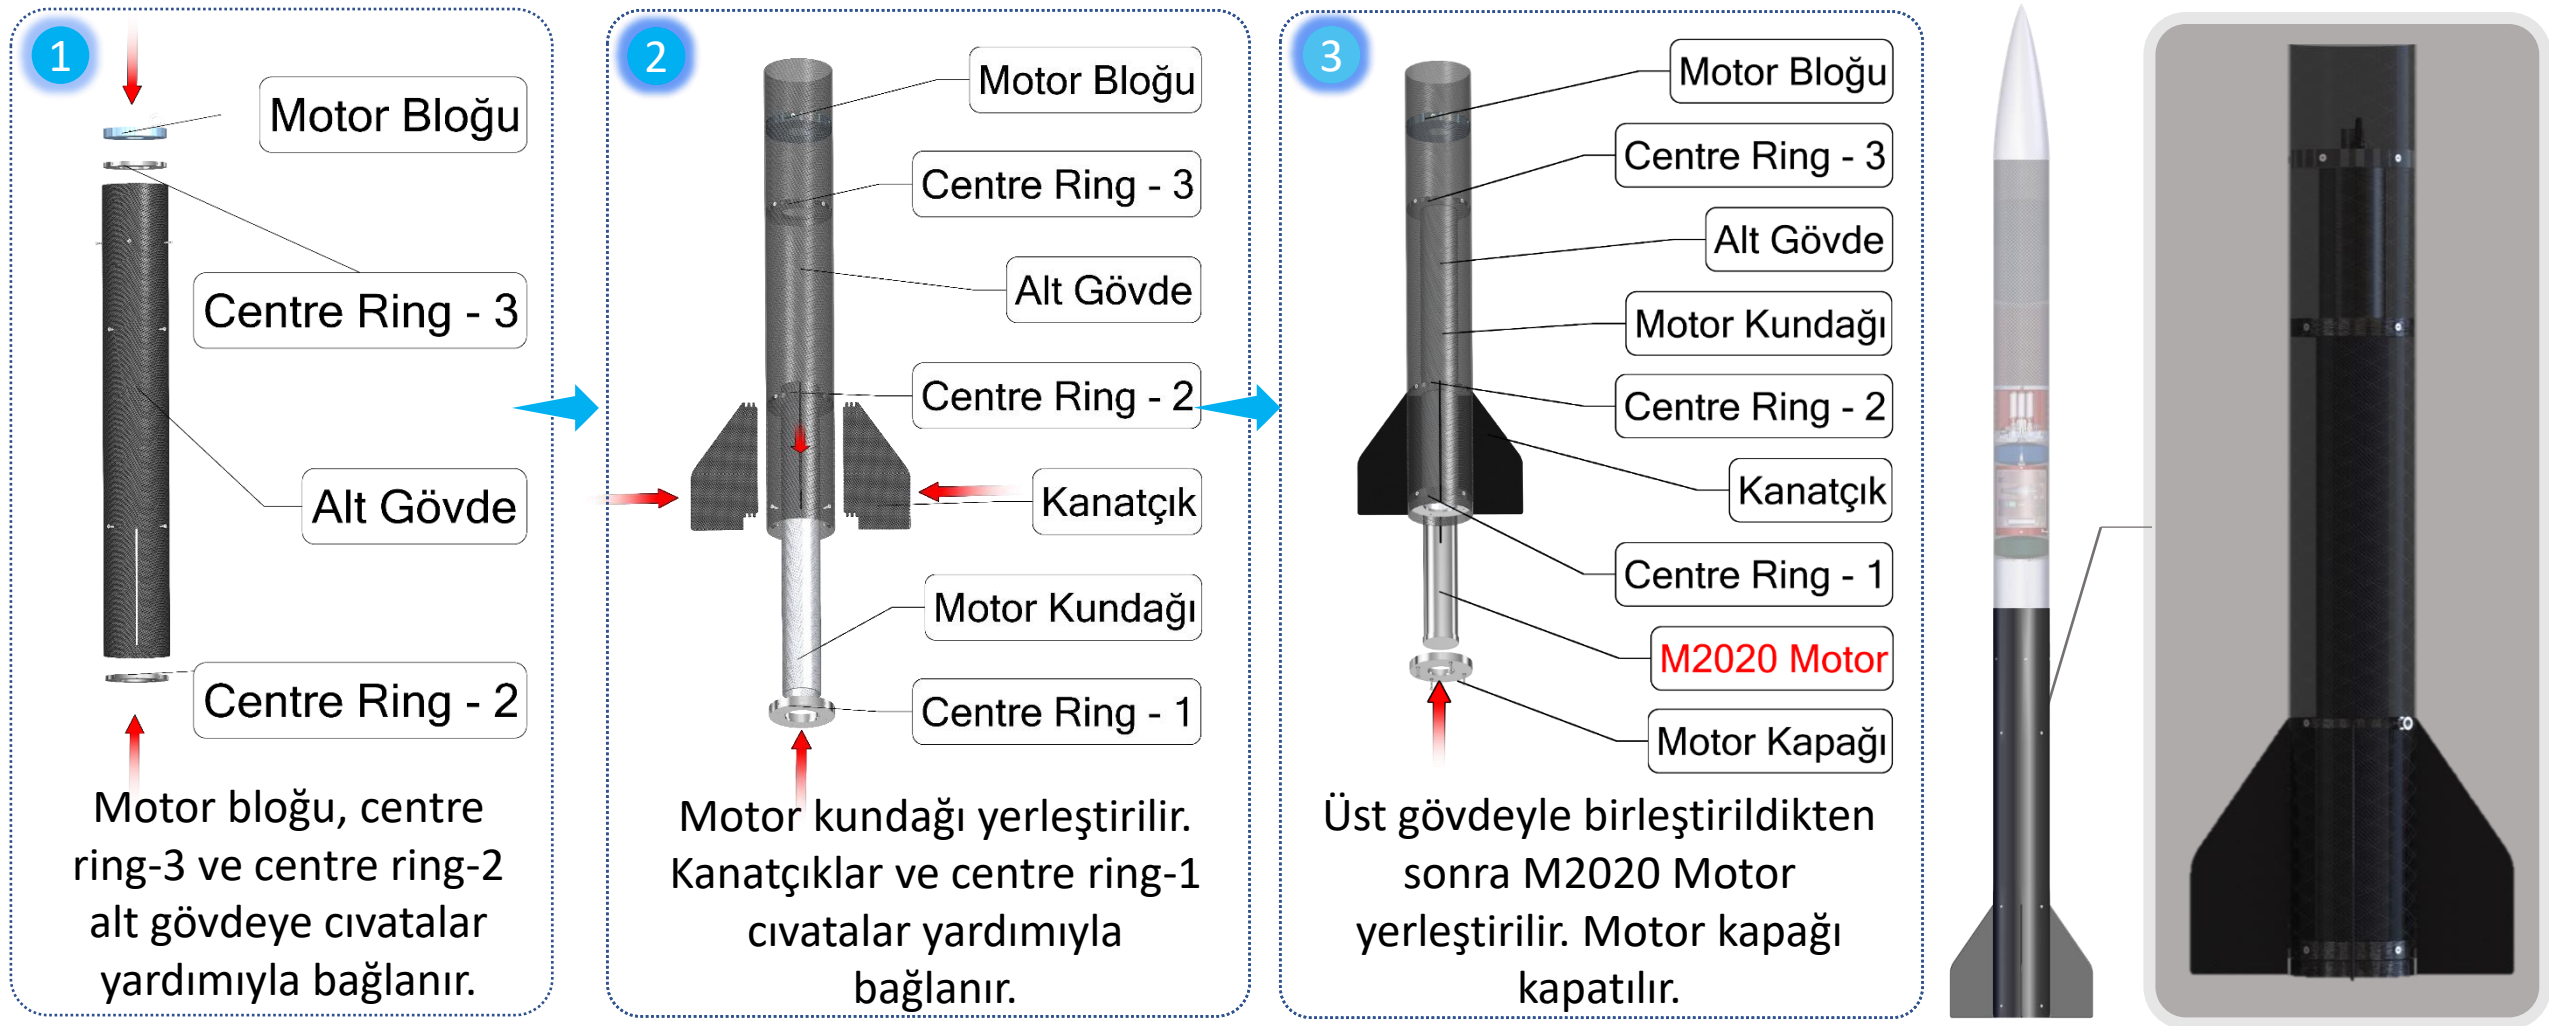 1
Motor Bloğu
Centre Ring - 3
Alt Gövde
Centre Ring - 2
Motor bloğu, centre
ring-3 ve centre ring-2
alt gövdeye cıvatalar
yardımıyla bağlanır.
2
Motor Bloğu
Centre Ring - 3
Alt Gövde
Centre Ring - 2
Kanatçık
Motor Kundağı
Centre Ring - 1
Motor kundağı yerleştirilir.
Kanatçıklar ve centre ring-1
cıvatalar yardımıyla
bağlanır.
3
Motor Bloğu
Centre Ring - 3
Alt Gövde
Motor Kundağı
Centre Ring - 2
Kanatçık
Centre Ring - 1
M2020 Motor
Motor Kapağı
Üst gövdeyle birleştirildikten
sonra M2020 Motor
yerleştirilir. Motor kapağı
kapatılır.